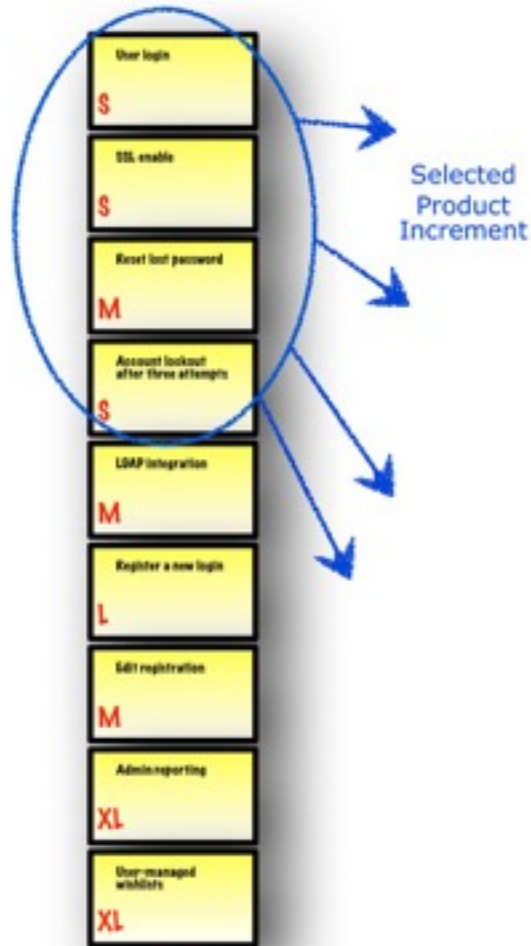 User login
S
SSL enable
S
Reset lost password
M
Account lockout
after three attempts
S
LDAP integration
M
Register a new login
L
Edit registration
M
Admin reporting
XL
User-managed
wishlists
XL
Selected
Product
Increment